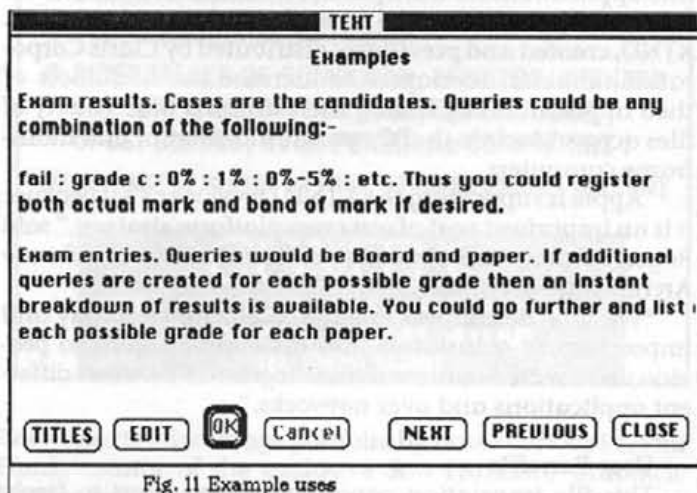 TEXT
Examples
Exam results. Cases are the candidates. Queries could be any
combination of the following:-
fail : grade c : 0% : 1% : 0%-5% : etc. Thus you could register
both actual mark and band of mark if desired.
Exam entries. Queries would be Board and paper. If additional
queries are created for each possible grade then an instant
breakdown of results is available. You could go further and list
each possible grade for each paper.
TITLES EDIT OK Cancel NEXT PREVIOUS CLOSE
Fig. 11 Example uses